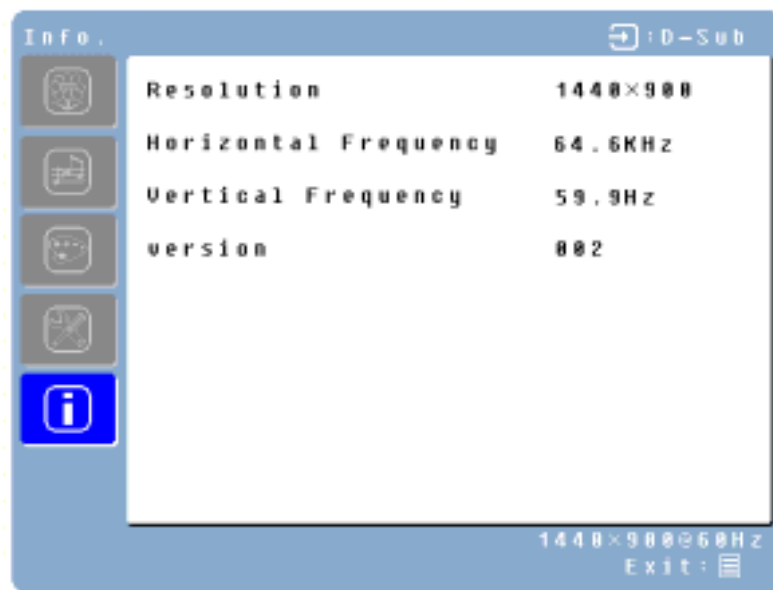 Info. :D-Sub
Resolution 1440×900
Horizontal Frequency 64.6KHz
Vertical Frequency 59.9Hz
version 002
1440×900@60Hz
Exit: